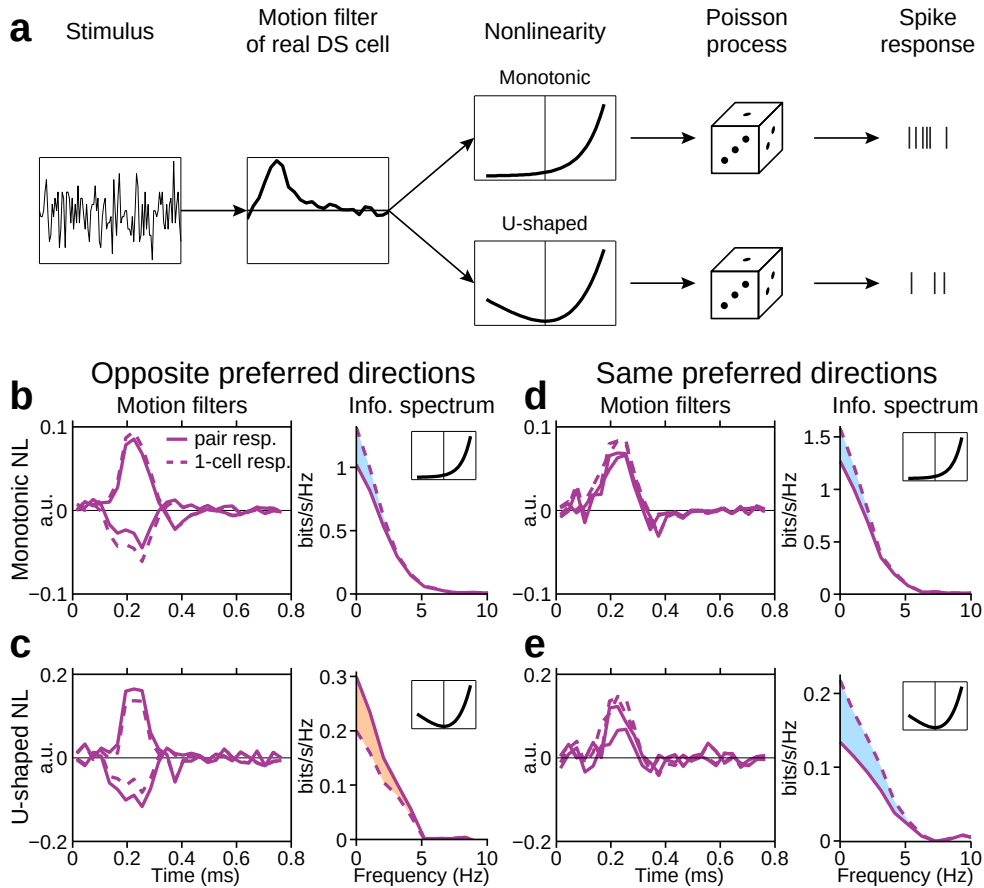 a
Stimulus
Motion filter
of real DS cell
Nonlinearity
Poisson
process
Spike
response
Monotonic
U-shaped
Opposite preferred directions
Same preferred directions
b
Motion filters
Info. spectrum
Monotonic NL
a.u.
0.1
0
−0.1
pair resp.
1-cell resp.
0
0.2
0.4
0.6
0.8
bits/s/Hz
1
0.5
0
0
5
10
d
Motion filters
Info. spectrum
a.u.
0.1
0
−0.1
0
0.2
0.4
0.6
0.8
bits/s/Hz
1.5
1
0.5
0
0
5
10
c
U-shaped NL
a.u.
0.2
0
−0.2
0
0.2
0.4
0.6
0.8
Time (ms)
bits/s/Hz
0.3
0.2
0.1
0
0
5
10
Frequency (Hz)
e
a.u.
0.2
0
−0.2
0
0.2
0.4
0.6
0.8
Time (ms)
bits/s/Hz
0.2
0.1
0
0
5
10
Frequency (Hz)